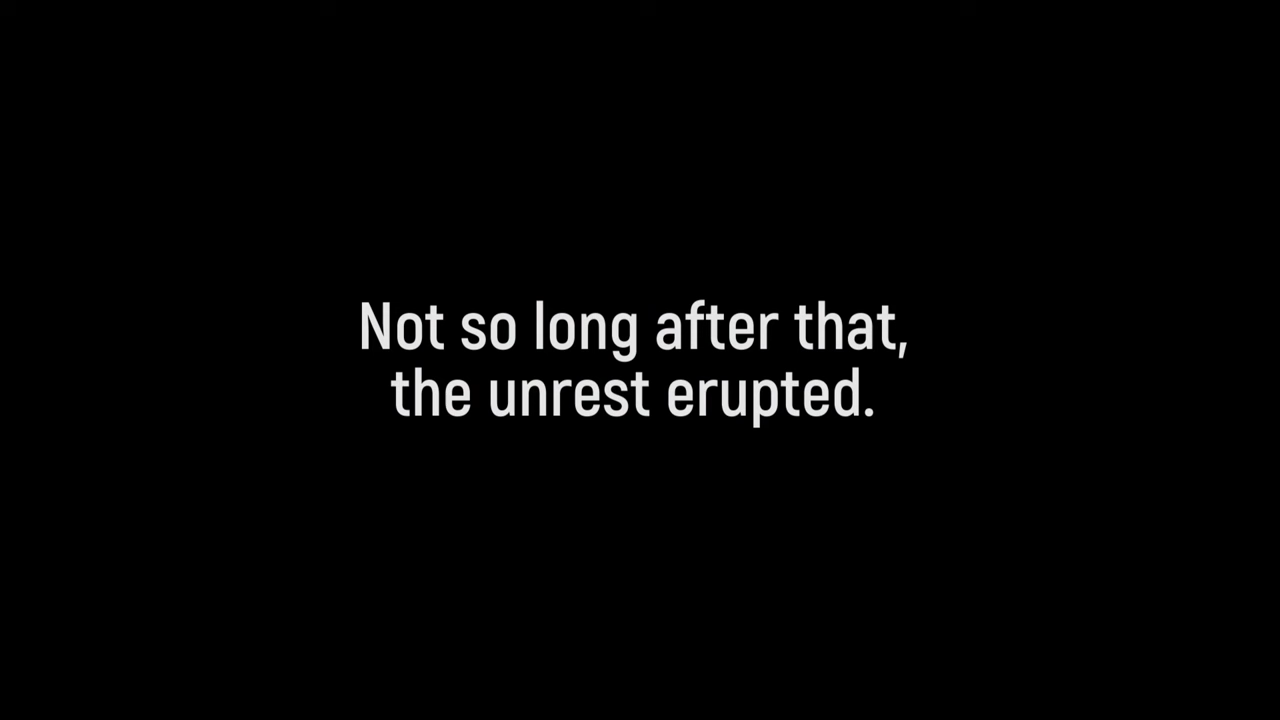 Not so long after that,
the unrest erupted.